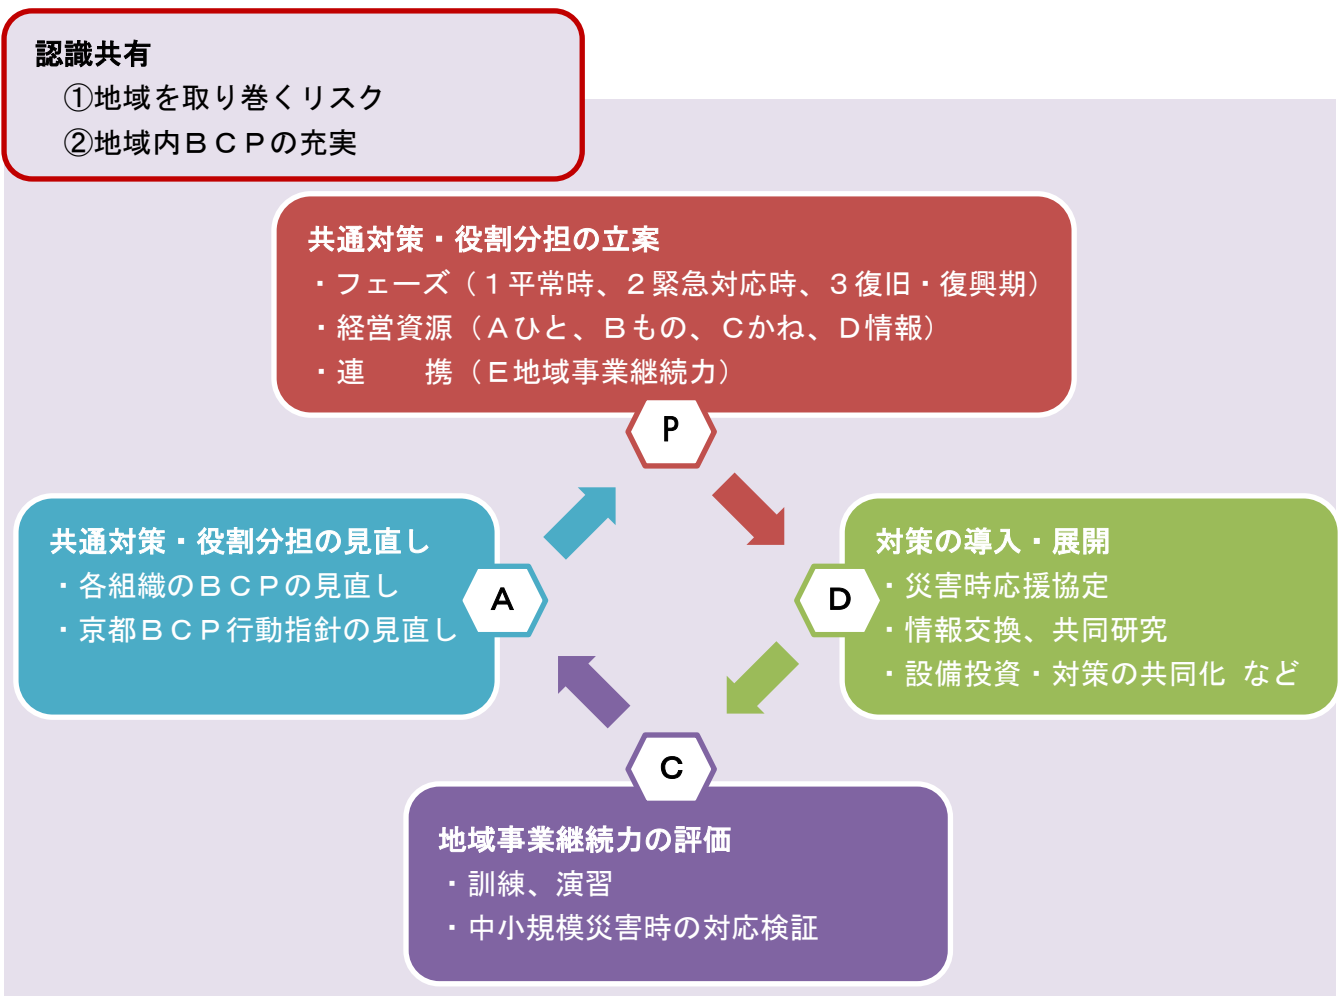 認識共有
①地域を取り巻くリスク
②地域内ＢＣＰの充実
共通対策・役割分担の立案
・フェーズ（１平常時、２緊急対応時、３復旧・復興期）
・経営資源（Ａひと、Ｂもの、Ｃかね、Ｄ情報）
・連　　携（Ｅ地域事業継続力）
P
共通対策・役割分担の見直し
・各組織のＢＣＰの見直し
・京都ＢＣＰ行動指針の見直し
A
D
対策の導入・展開
・災害時応援協定
・情報交換、共同研究
・設備投資・対策の共同化 など
C
地域事業継続力の評価
・訓練、演習
・中小規模災害時の対応検証